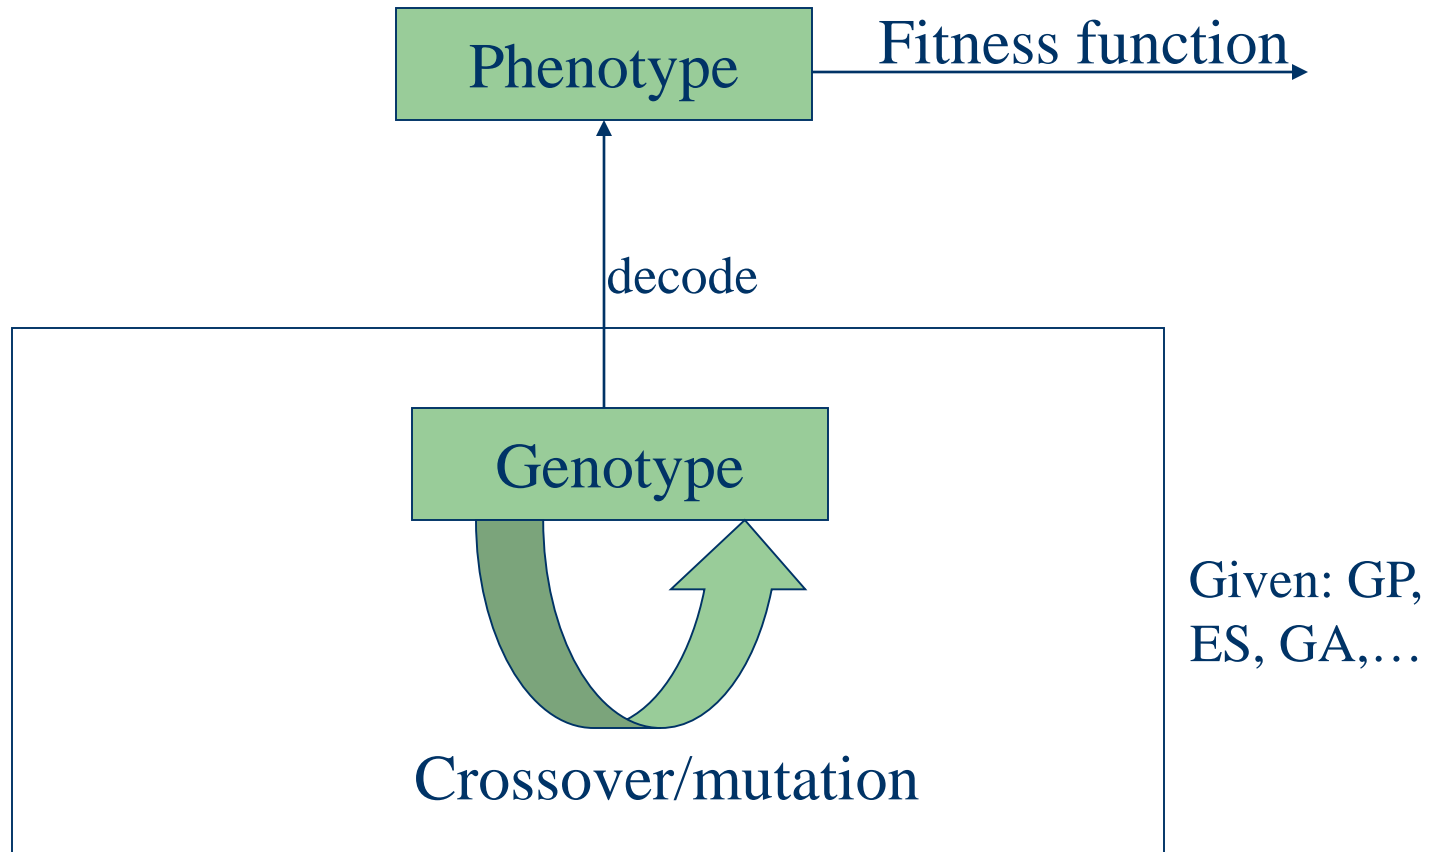 Phenotype
Fitness function
decode
Genotype
Given: GP,
ES, GA,…
Crossover/mutation